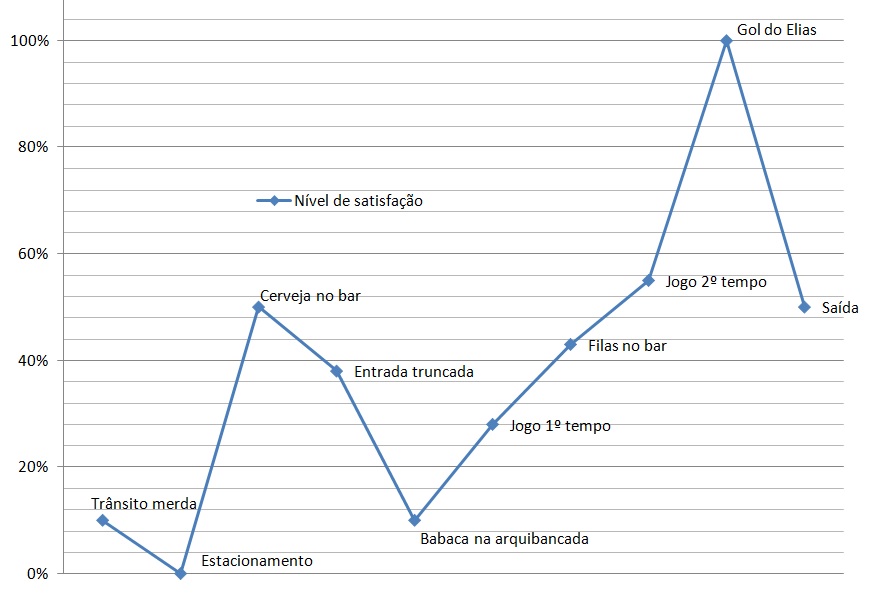 Gol do Elias
100%
80%
Nível de satisfação
60%
Jogo 2º tempo
Cerveja no bar
Saída
Filas no bar
40%
Entrada truncada
Jogo 1º tempo
20%
Trânsito merda
Babaca na arquibancada
Estacionamento
0%